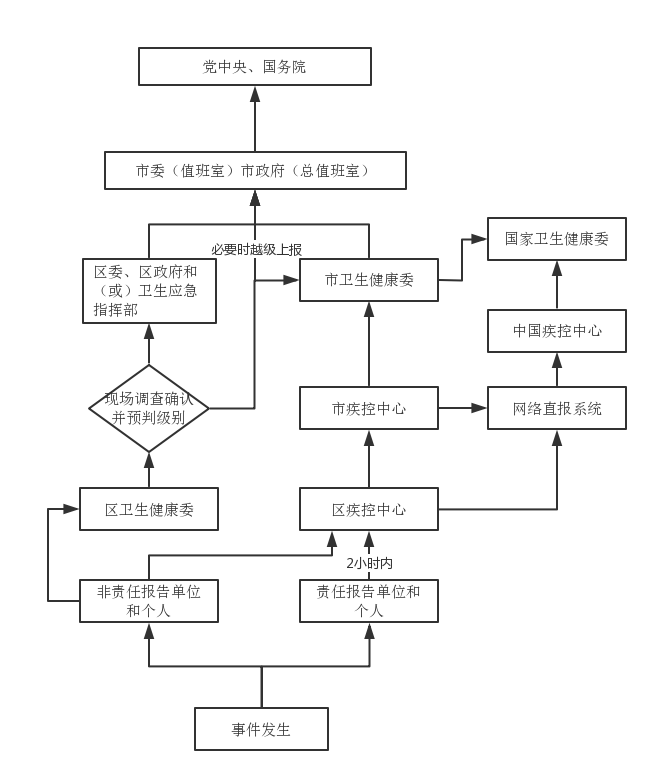 党中央、国务院
市委（值班室）市政府（总值班室）
国家卫生健康委
必要时越级上报
区委、区政府和
（或）卫生应急
指挥部
市卫生健康委
中国疾控中心
现场调查确认
并预判级别
市疾控中心
网络直报系统
区卫生健康委
区疾控中心
2小时内
非责任报告单位
和个人
责任报告单位和
个人
事件发生